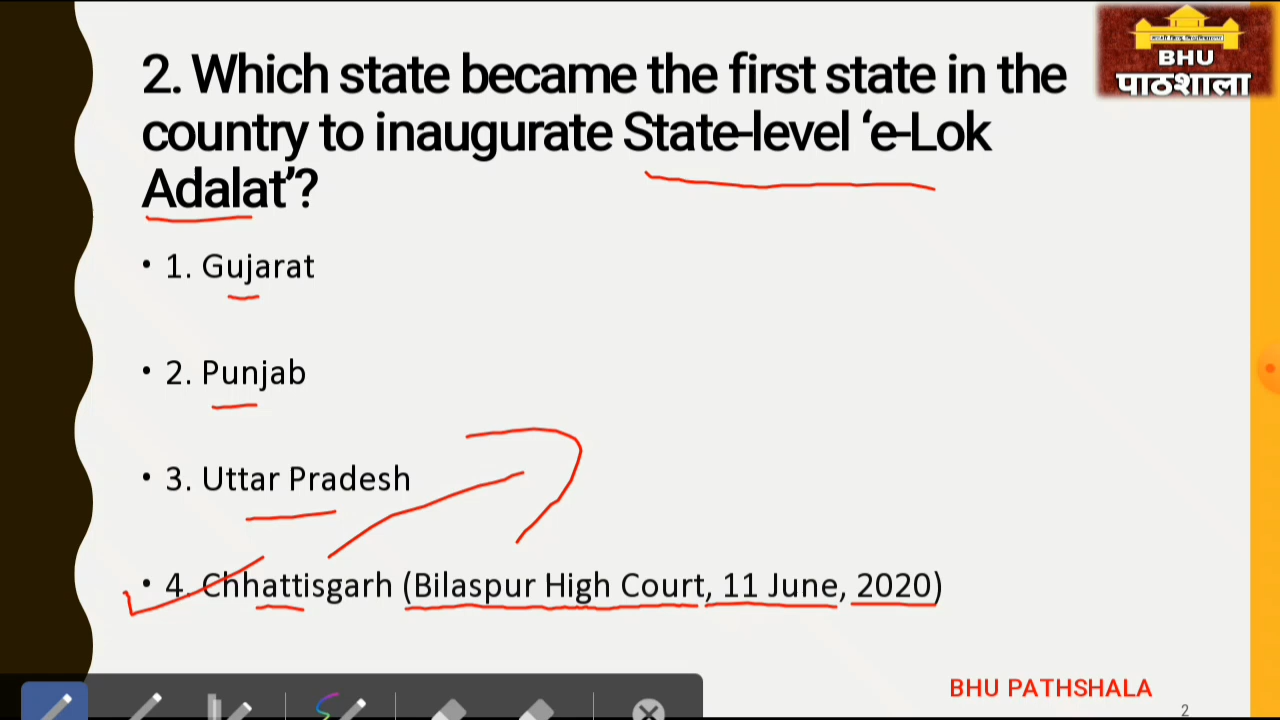 2. Which state became the first state in the
country to inaugurate State-level ‘e-Lok
Adalat’?
• 1. Gujarat
• 2. Punjab
• 3. Uttar Pradesh
• 4. Chhattisgarh (Bilaspur High Court, 11 June, 2020)
BHU
पाठशाला
BHU PATHSHALA
2